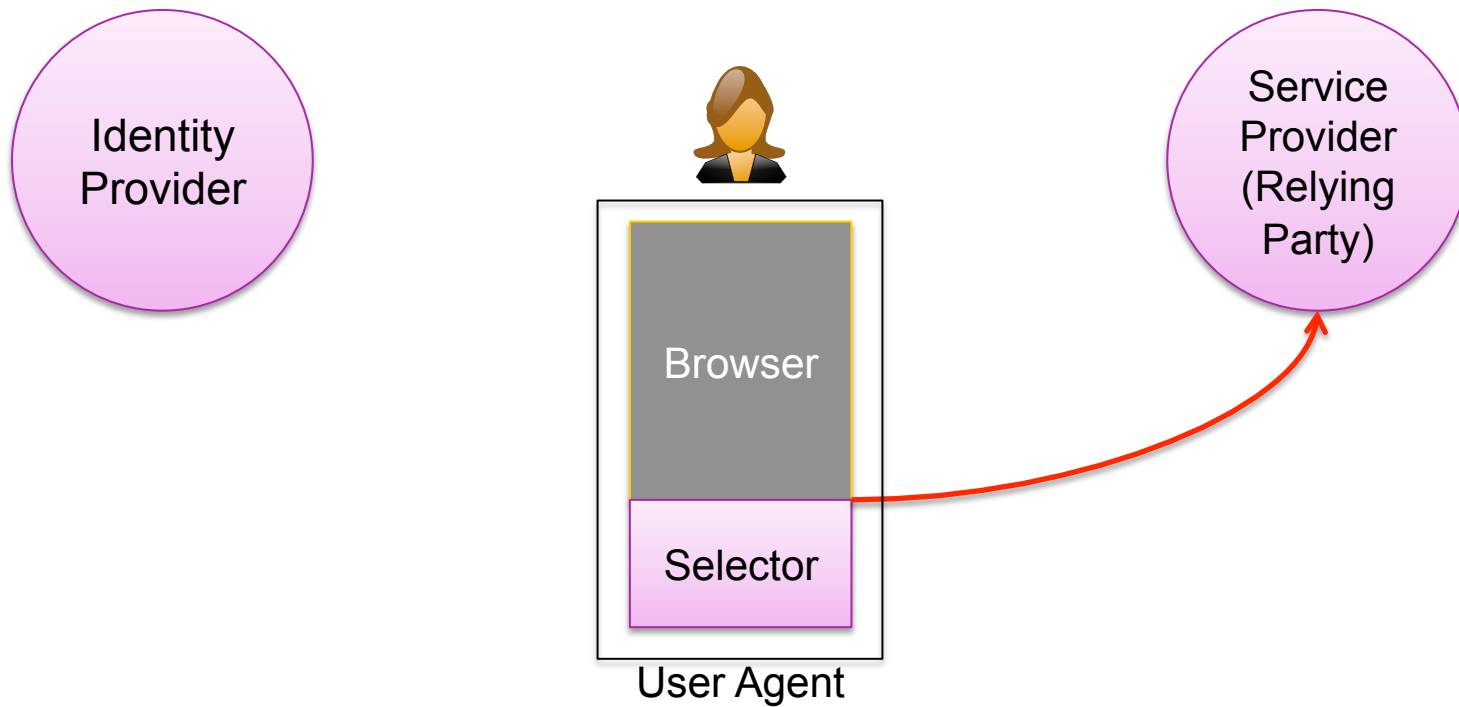 Identity
Provider
Service
Provider
(Relying
Party)
Browser
Selector
User Agent